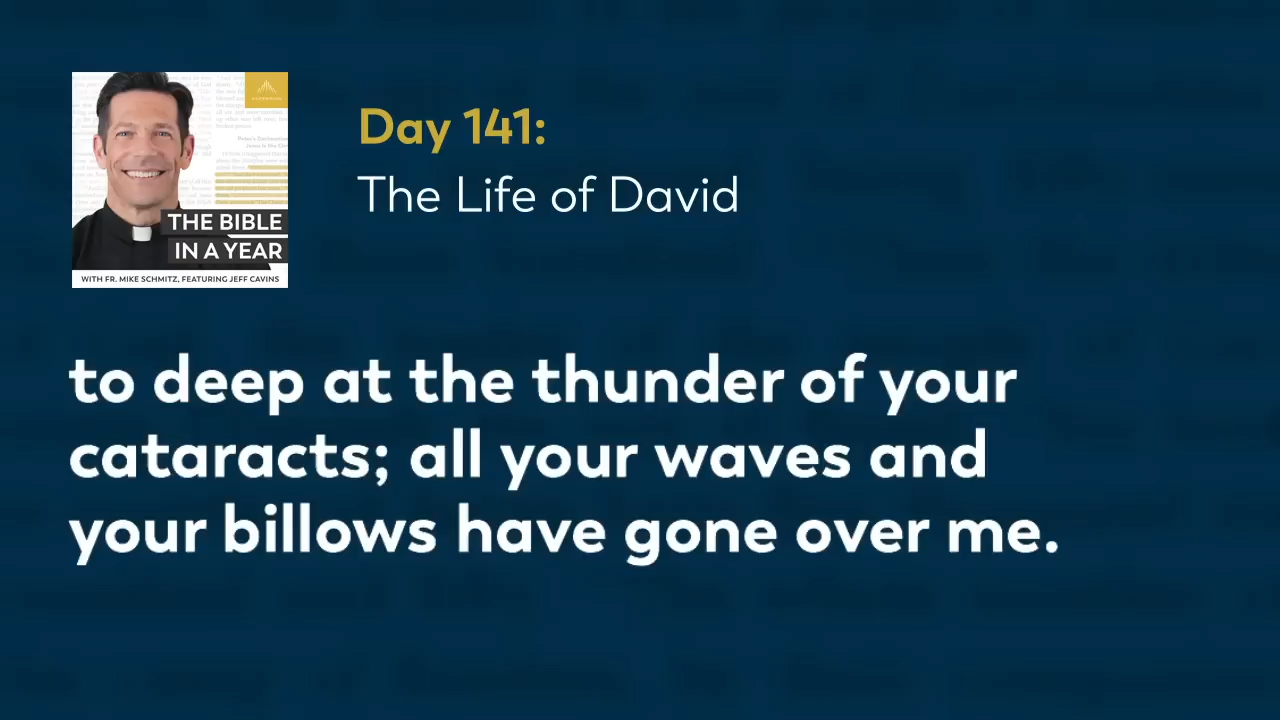 Day 141:
The Life of David
THE BIBLE
IN A YEAR
WITH FR. MIKE SCHMITZ, FEATURING JEFF CAVINS
to deep at the thunder of your
cataracts; all your waves and
your billows have gone over me.